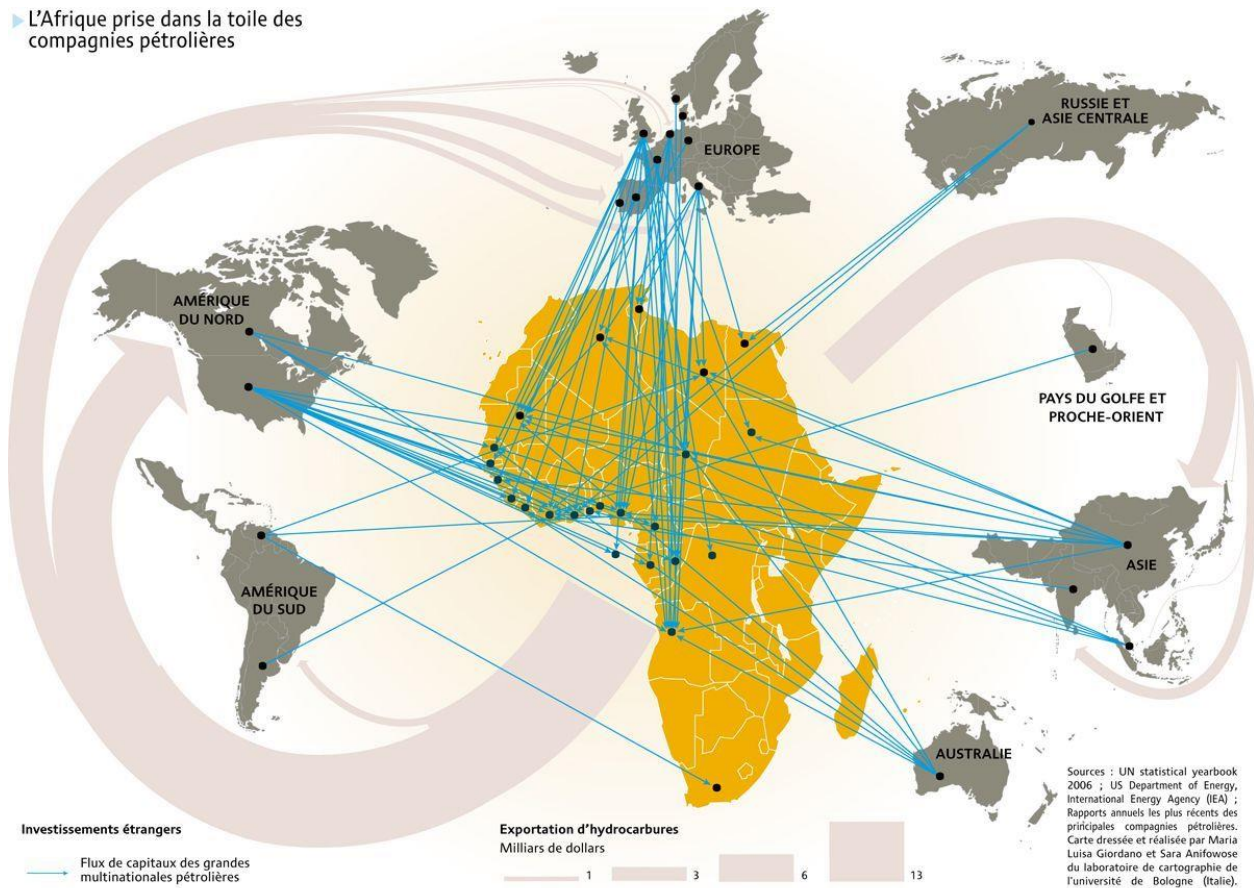 L'Afrique prise dans la toile des
compagnies pétrolières
EUROPE
RUSSIE ET
ASIE CENTRALE
AMÉRIQUE
DU NORD
PAYS DU GOLFE ET
PROCHE-ORIENT
ASIE
AMÉRIQUE
DU SUD
AUSTRALIE
Investissements étrangers
Flux de capitaux des grandes
multinationales pétrolières
Exportation d'hydrocarbures
Milliars de dollars
1
3
6
13
Sources : UN statistical yearbook
2006 ; US Department of Energy,
International Energy Agency (IEA) ;
Rapports annuels les plus récents des
principales compagnies pétrolières.
Carte dressée et réalisée par Maria
Luisa Giordano et Sara Anifowose
du laboratoire de cartographie de
l'université de Bologne (Italie).